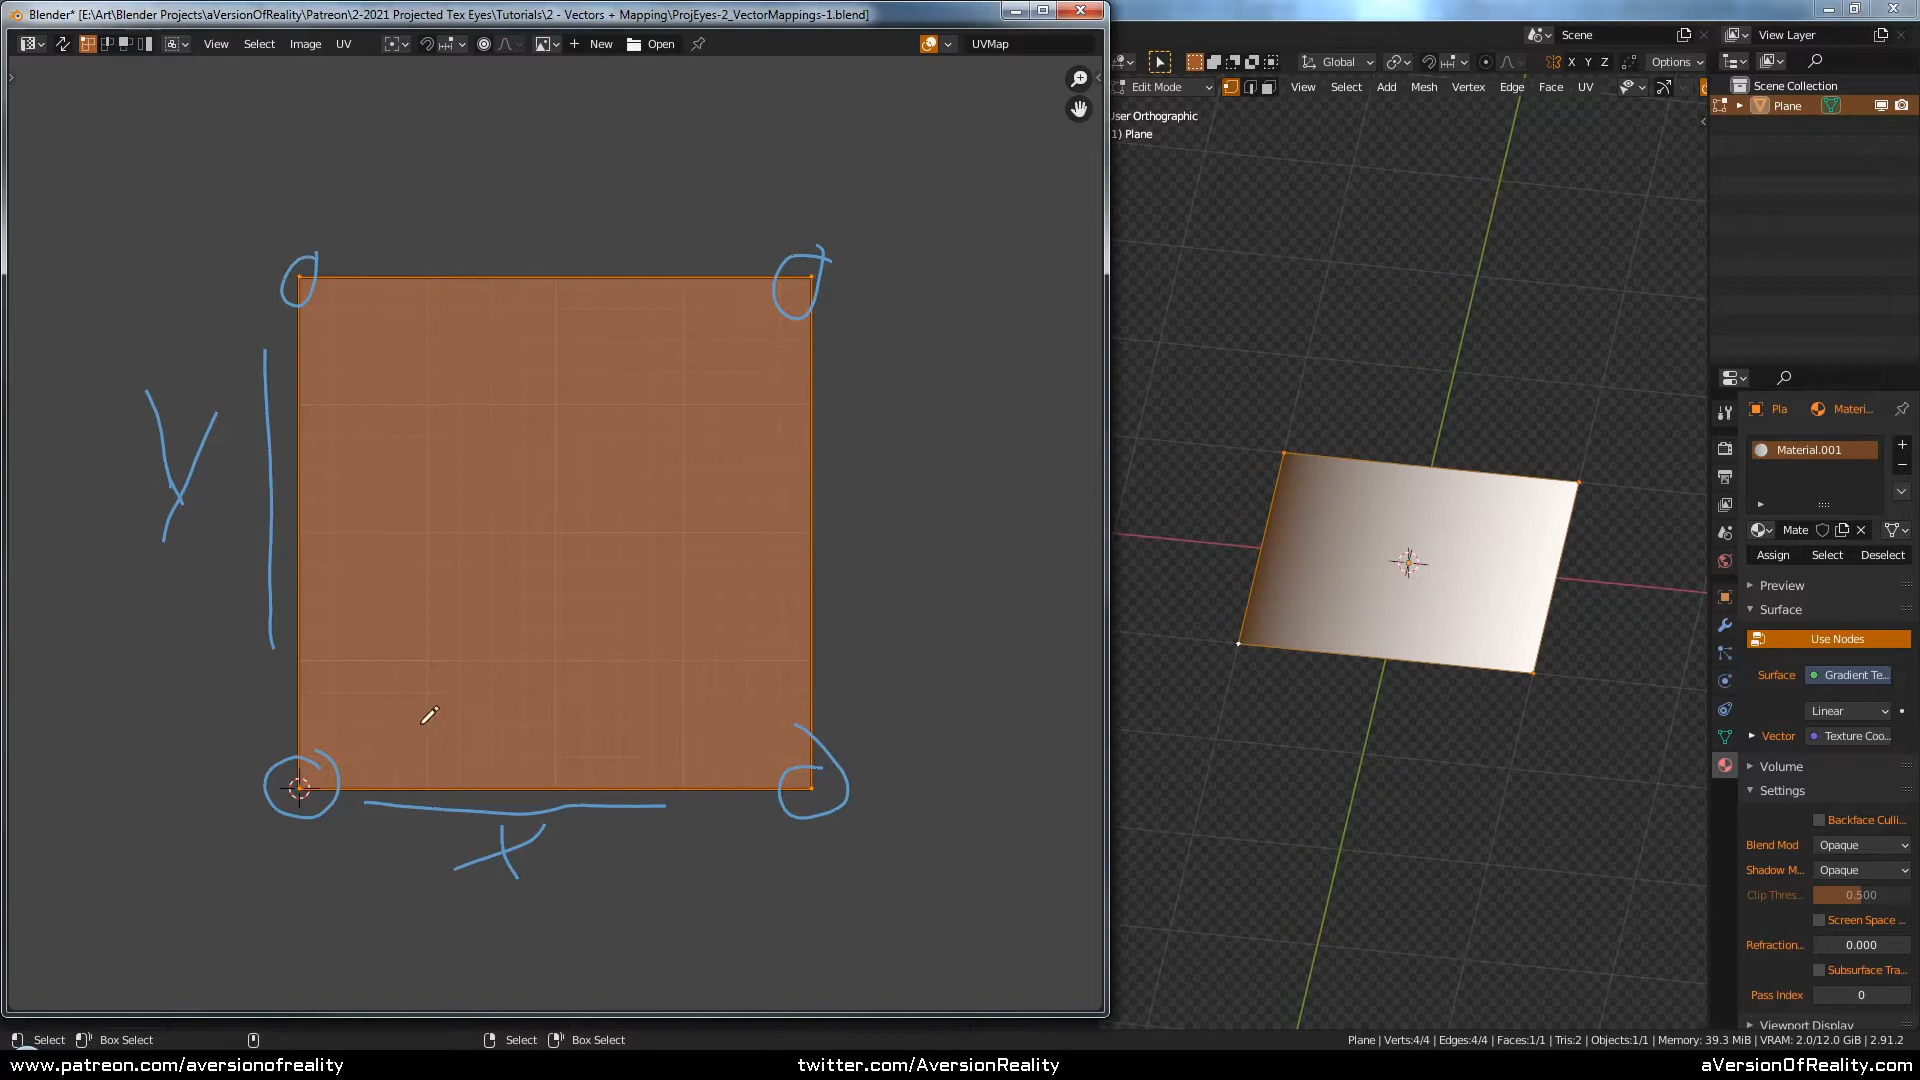 Blender* [E:\Art\Blender Projects\aVersionOfReality\Patreon\2-2021 Projected Tex Eyes\Tutorials\2 - Vectors + Mapping\ProjEyes-2_VectorMappings-1.blend]
View Select Image UV New Open UVMap
Scene View Layer
Global X Y Z Options
Edit Mode View Select Add Mesh Vertex Edge Face UV
Scene Collection
Plane
User Orthographic
1) Plane
y
x
Pla Materi...
Material.001
Mate
Assign Select Deselect
Preview
Surface
Use Nodes
Surface Gradient Te...
Linear
Vector Texture Coo...
Volume
Settings
Backface Culli...
Blend Mod Opaque
Shadow M... Opaque
Clip Thres... 0.500
Screen Space ...
Refraction... 0.000
Subsurface Tra...
Pass Index 0
Viewport Display
Select Box Select Select Box Select Plane | Verts:4/4 | Edges:4/4 | Faces:1/1 | Tris:2 | Objects:1/1 | Memory: 39.3 MiB | VRAM: 2.0/12.0 GiB | 2.91.2
www.patreon.com/aversionofreality twitter.com/AversionReality aVersionOfReality.com